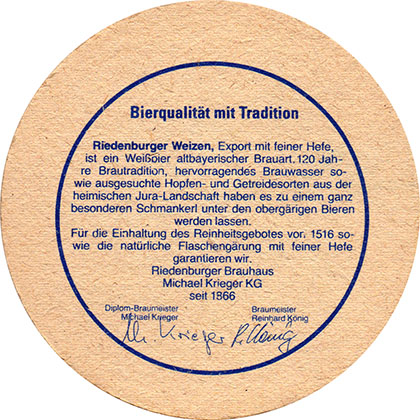 Bierqualität mit Tradition
Riedenburger Weizen, Export mit feiner Hefe,
ist ein Weißbier altbayerischer Brauart. 120 Jah-
re Brautradition, hervorragendes Brauwasser so-
wie ausgesuchte Hopfen- und Getreidesorten aus der
heimischen Jura-Landschaft haben es zu einem ganz
besonderen Schmankerl unter den obergärigen Bieren
werden lassen.
Für die Einhaltung des Reinheitsgebotes vor. 1516 so-
wie die natürliche Flaschengärung mit feiner Hefe
garantieren wir.
Riedenburger Brauhaus
Michael Krieger KG
seit 1866
Diplom-Braumeister Braumeister
Michael Krieger Reinhard König
M. Krieger R. König